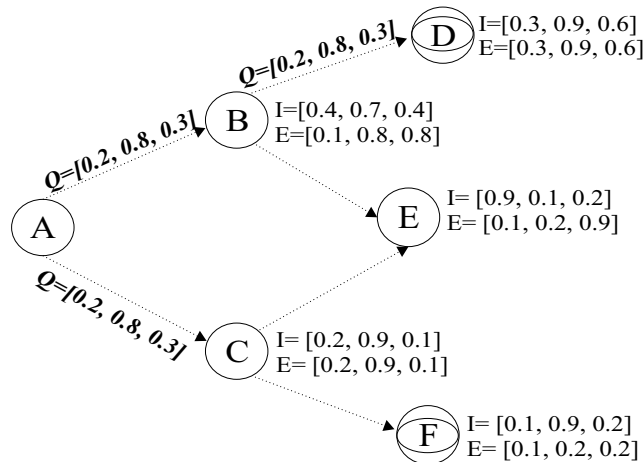 D
I=[0.3, 0.9, 0.6]
E=[0.3, 0.9, 0.6]
Q=[0.2, 0.8, 0.3]
B
I=[0.4, 0.7, 0.4]
E=[0.1, 0.8, 0.8]
Q=[0.2, 0.8, 0.3]
E
I= [0.9, 0.1, 0.2]
E= [0.1, 0.2, 0.9]
A
Q=[0.2, 0.8, 0.3]
C
I= [0.2, 0.9, 0.1]
E= [0.2, 0.9, 0.1]
F
I= [0.1, 0.9, 0.2]
E= [0.1, 0.2, 0.2]